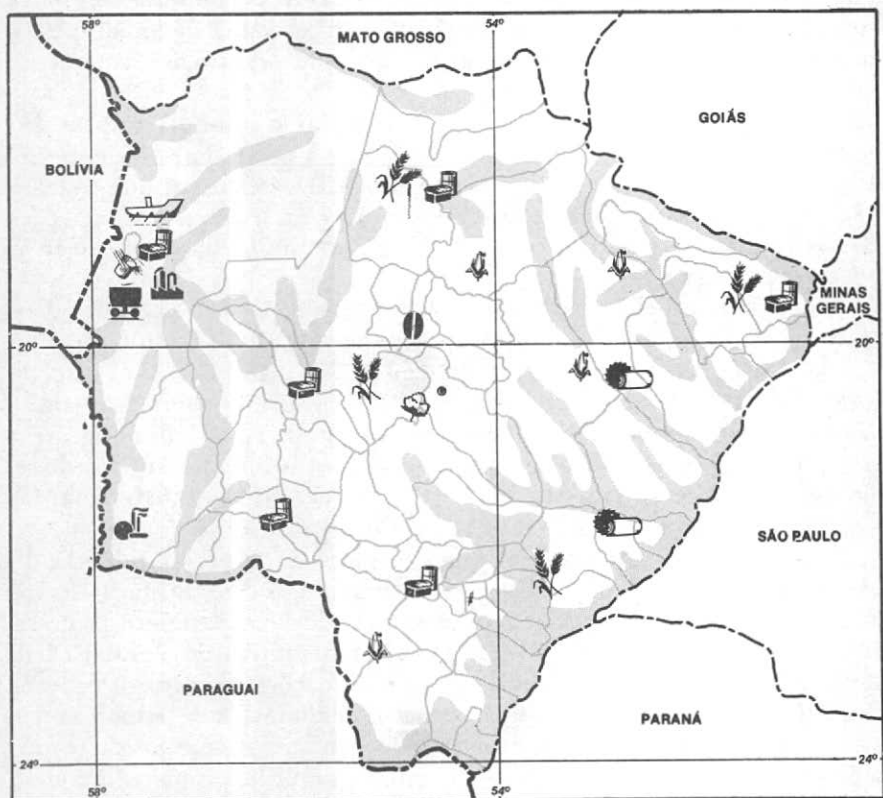 58º
54º
MATO GROSSO
GOIÁS
BOLÍVIA
MINAS
GERAIS
20º
20º
SÃO PAULO
PARAGUAI
PARANÁ
24º
24º
58º
54º